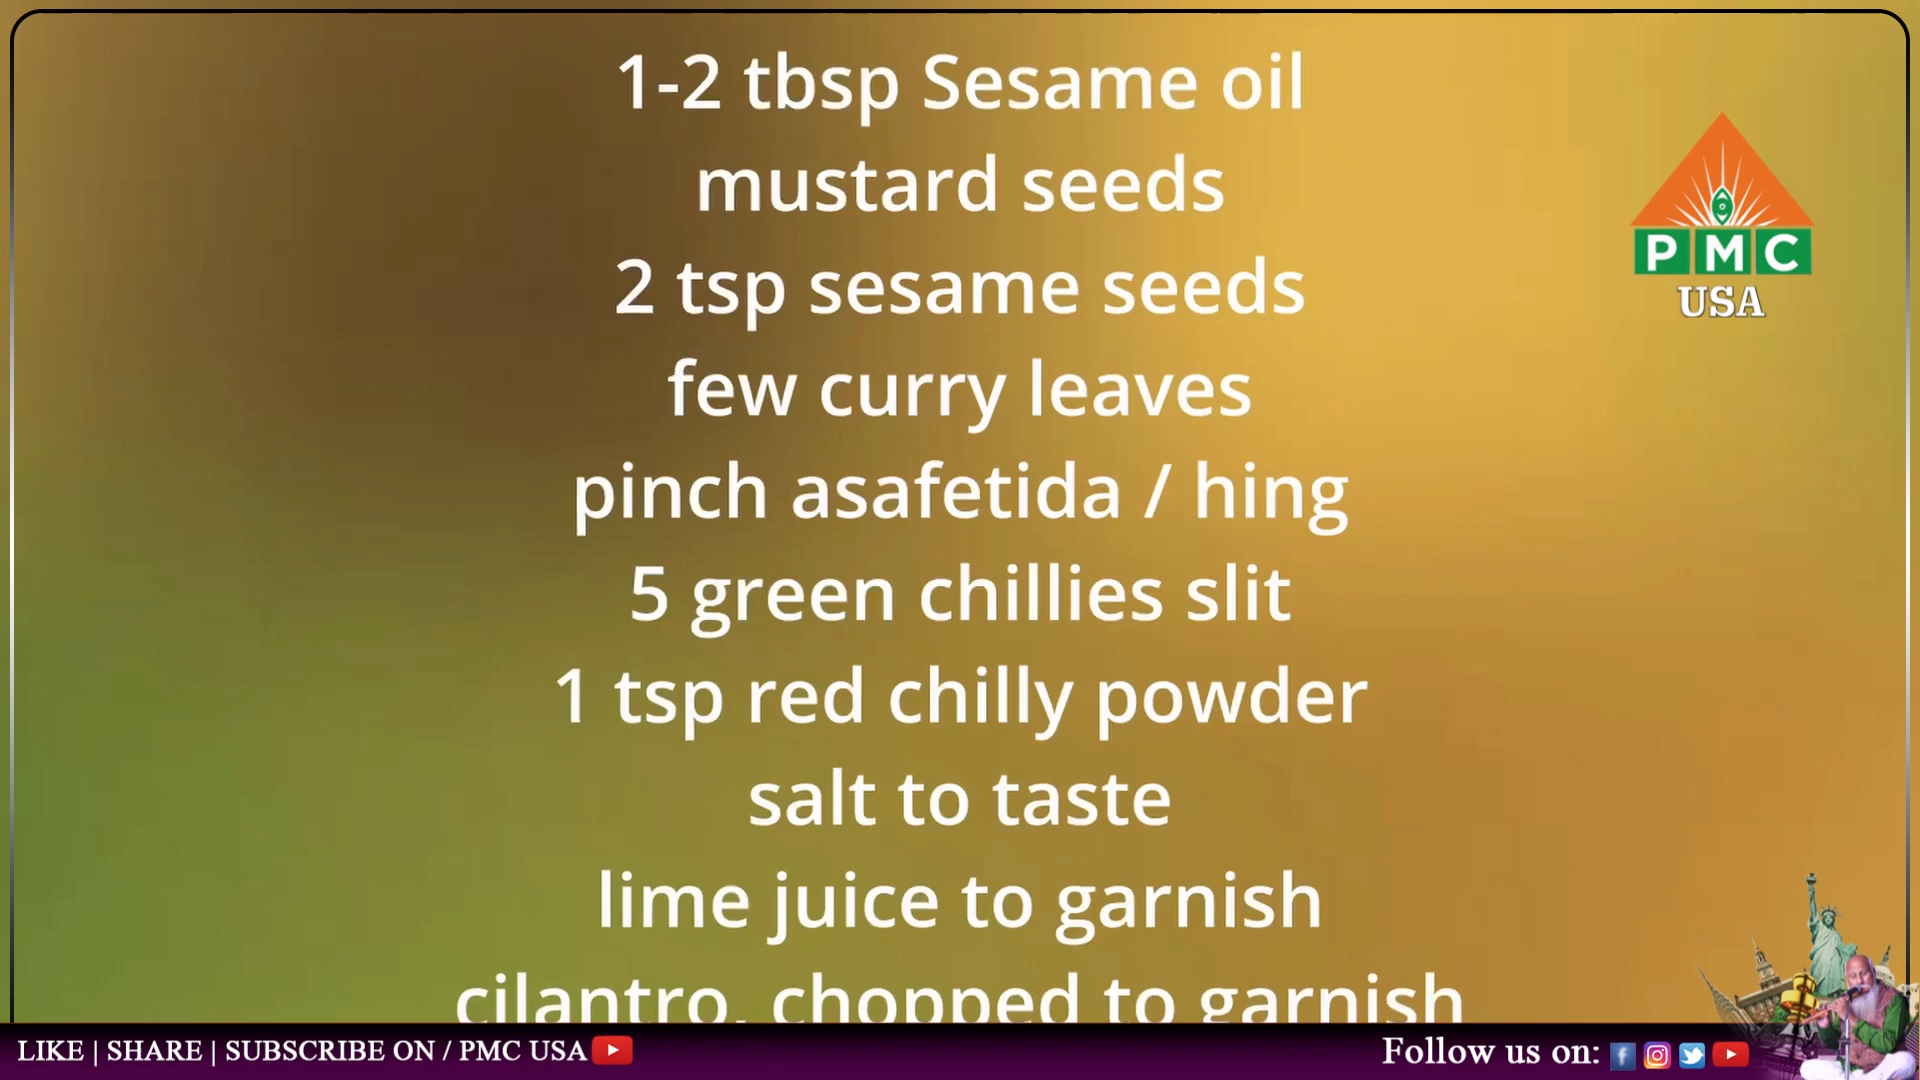 1-2 tbsp Sesame oil
mustard seeds
2 tsp sesame seeds
few curry leaves
pinch asafetida / hing
5 green chillies slit
1 tsp red chilly powder
salt to taste
lime juice to garnish
cilantro, chopped to garnish
PMC
USA
LIKE | SHARE | SUBSCRIBE ON / PMC USA
Follow us on: